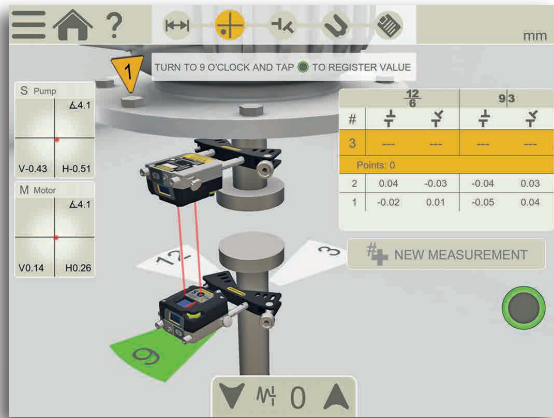 ?
mm
1
TURN TO 9 O'CLOCK AND TAP TO REGISTER VALUE
S Pump
∡4.1
V-0.43 H-0.51
M Motor
∡4.1
V0.14 H0.26
12
6
9 3
#
3 --- --- --- ---
Points: 0
2 0.04 -0.03 -0.04 0.03
1 -0.02 0.01 -0.05 0.04
# NEW MEASUREMENT
12
3
9
0